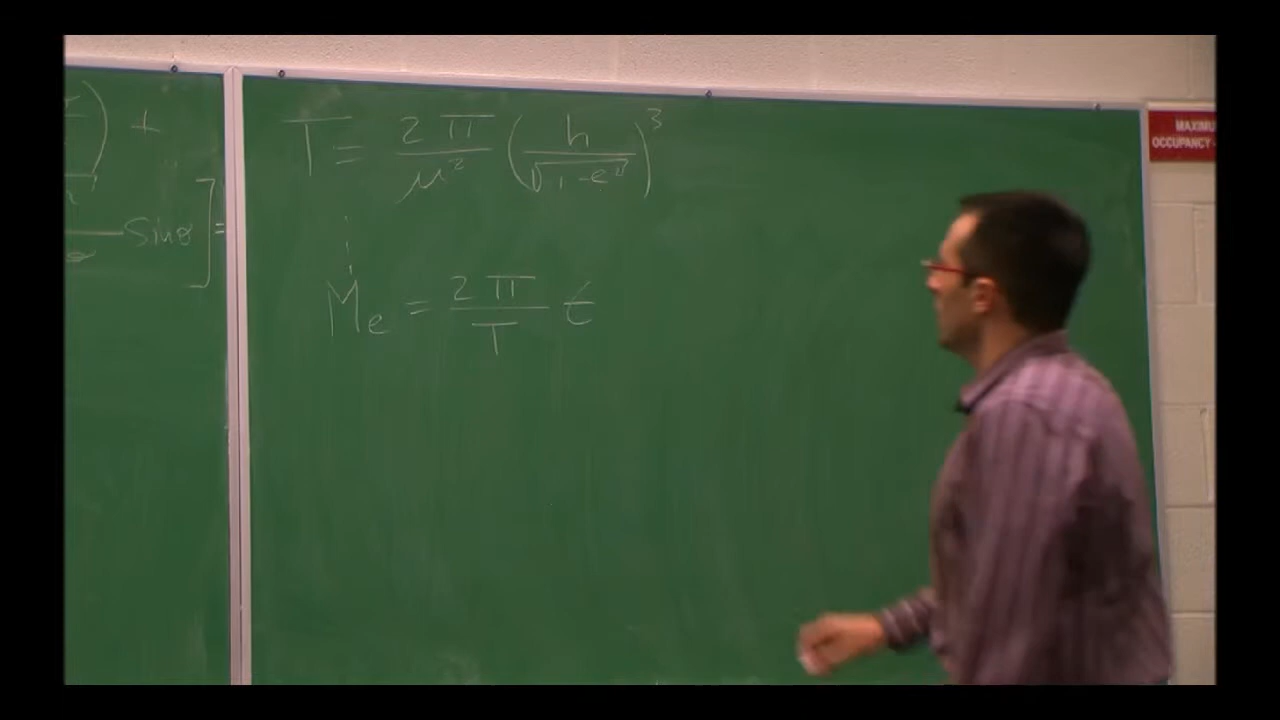 ) +
sinθ ] =
T = 2π/μ² (h/√(1-e²))³
Me = 2π/T t
MAXIMU
OCCUPANCY -